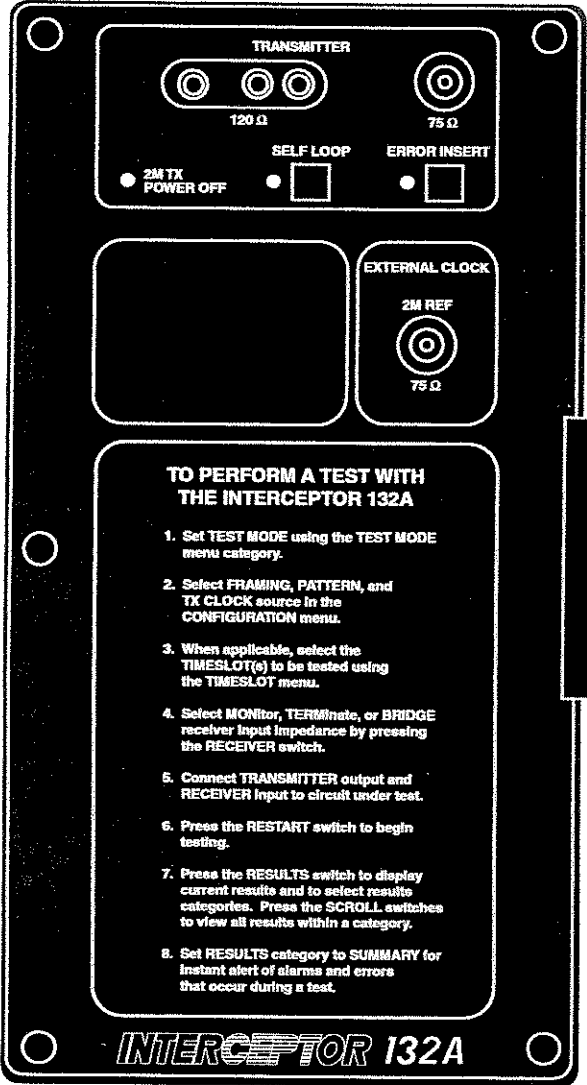 TRANSMITTER
120 Ω
75 Ω
SELF LOOP
ERROR INSERT
2M TX
POWER OFF
EXTERNAL CLOCK
2M REF
75 Ω
TO PERFORM A TEST WITH
THE INTERCEPTOR 132A
1. Set TEST MODE using the TEST MODE
menu category.
2. Select FRAMING, PATTERN, and
TX CLOCK source in the
CONFIGURATION menu.
3. When applicable, select the
TIMESLOT(s) to be tested using
the TIMESLOT menu.
4. Select MONitor, TERMinate, or BRIDGE
receiver input impedance by pressing
the RECEIVER switch.
5. Connect TRANSMITTER output and
RECEIVER input to circuit under test.
6. Press the RESTART switch to begin
testing.
7. Press the RESULTS switch to display
current results and to select results
categories. Press the SCROLL switches
to view all results within a category.
8. Set RESULTS category to SUMMARY for
instant alert of alarms and errors
that occur during a test.
INTERCEPTOR 132A